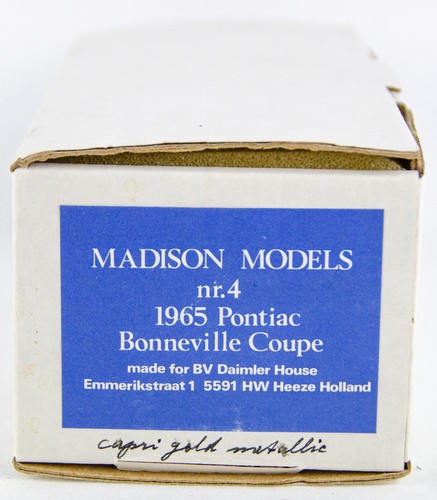 MADISON MODELS
nr.4
1965 Pontiac
Bonneville Coupe
made for BV Daimler House
Emmerikstraat 1 5591 HW Heeze Holland
capri gold metallic